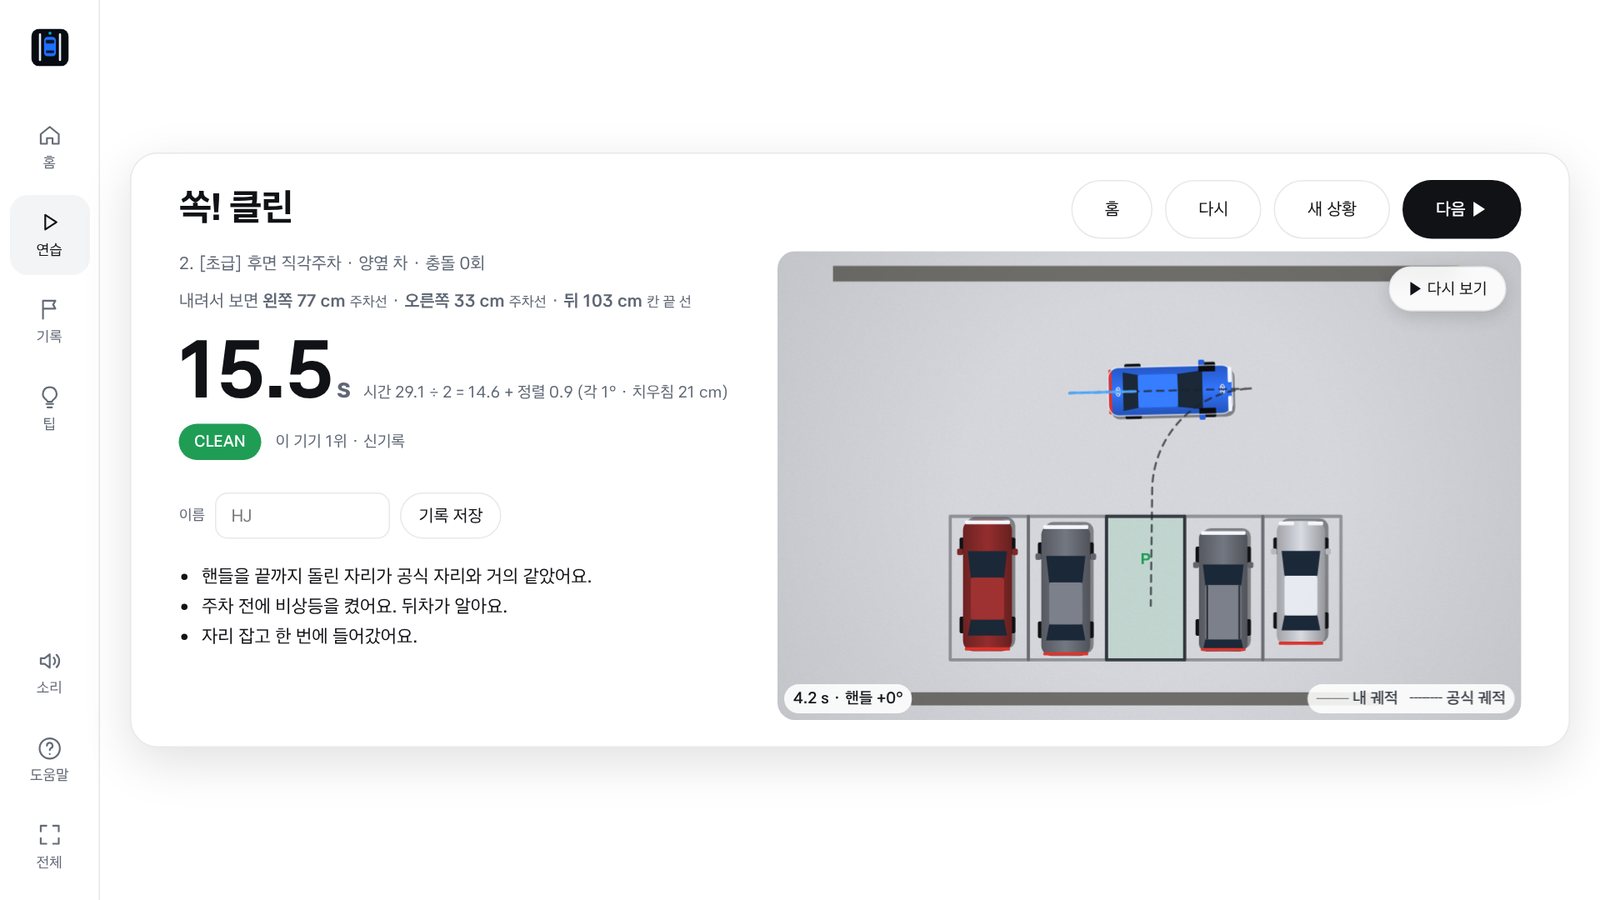 홈
연습
기록
팁
소리
도움말
전체
쏙! 클린
홈
다시
새 상황
다음 ▶
2. [초급] 후면 직각주차 · 양옆 차 · 충돌 0회
내려서 보면 왼쪽 77 cm 주차선 · 오른쪽 33 cm 주차선 · 뒤 103 cm 칸 끝 선
15.5 s 시간 29.1 ÷ 2 = 14.6 + 정렬 0.9 (각 1° · 치우침 21 cm)
CLEAN 이 기기 1위 · 신기록
이름 HJ 기록 저장
• 핸들을 끝까지 돌린 자리가 공식 자리와 거의 같았어요.
• 주차 전에 비상등을 켰어요. 뒤차가 알아요.
• 자리 잡고 한 번에 들어갔어요.
▶ 다시 보기
P
4.2 s · 핸들 +0°
내 궤적 공식 궤적